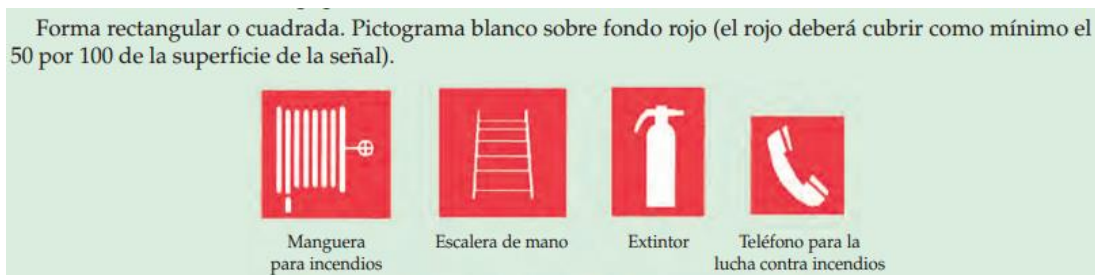 Forma rectangular o cuadrada. Pictograma blanco sobre fondo rojo (el rojo deberá cubrir como mínimo el
50 por 100 de la superficie de la señal).
Manguera
para incendios
Escalera de mano
Extintor
Teléfono para la
lucha contra incendios